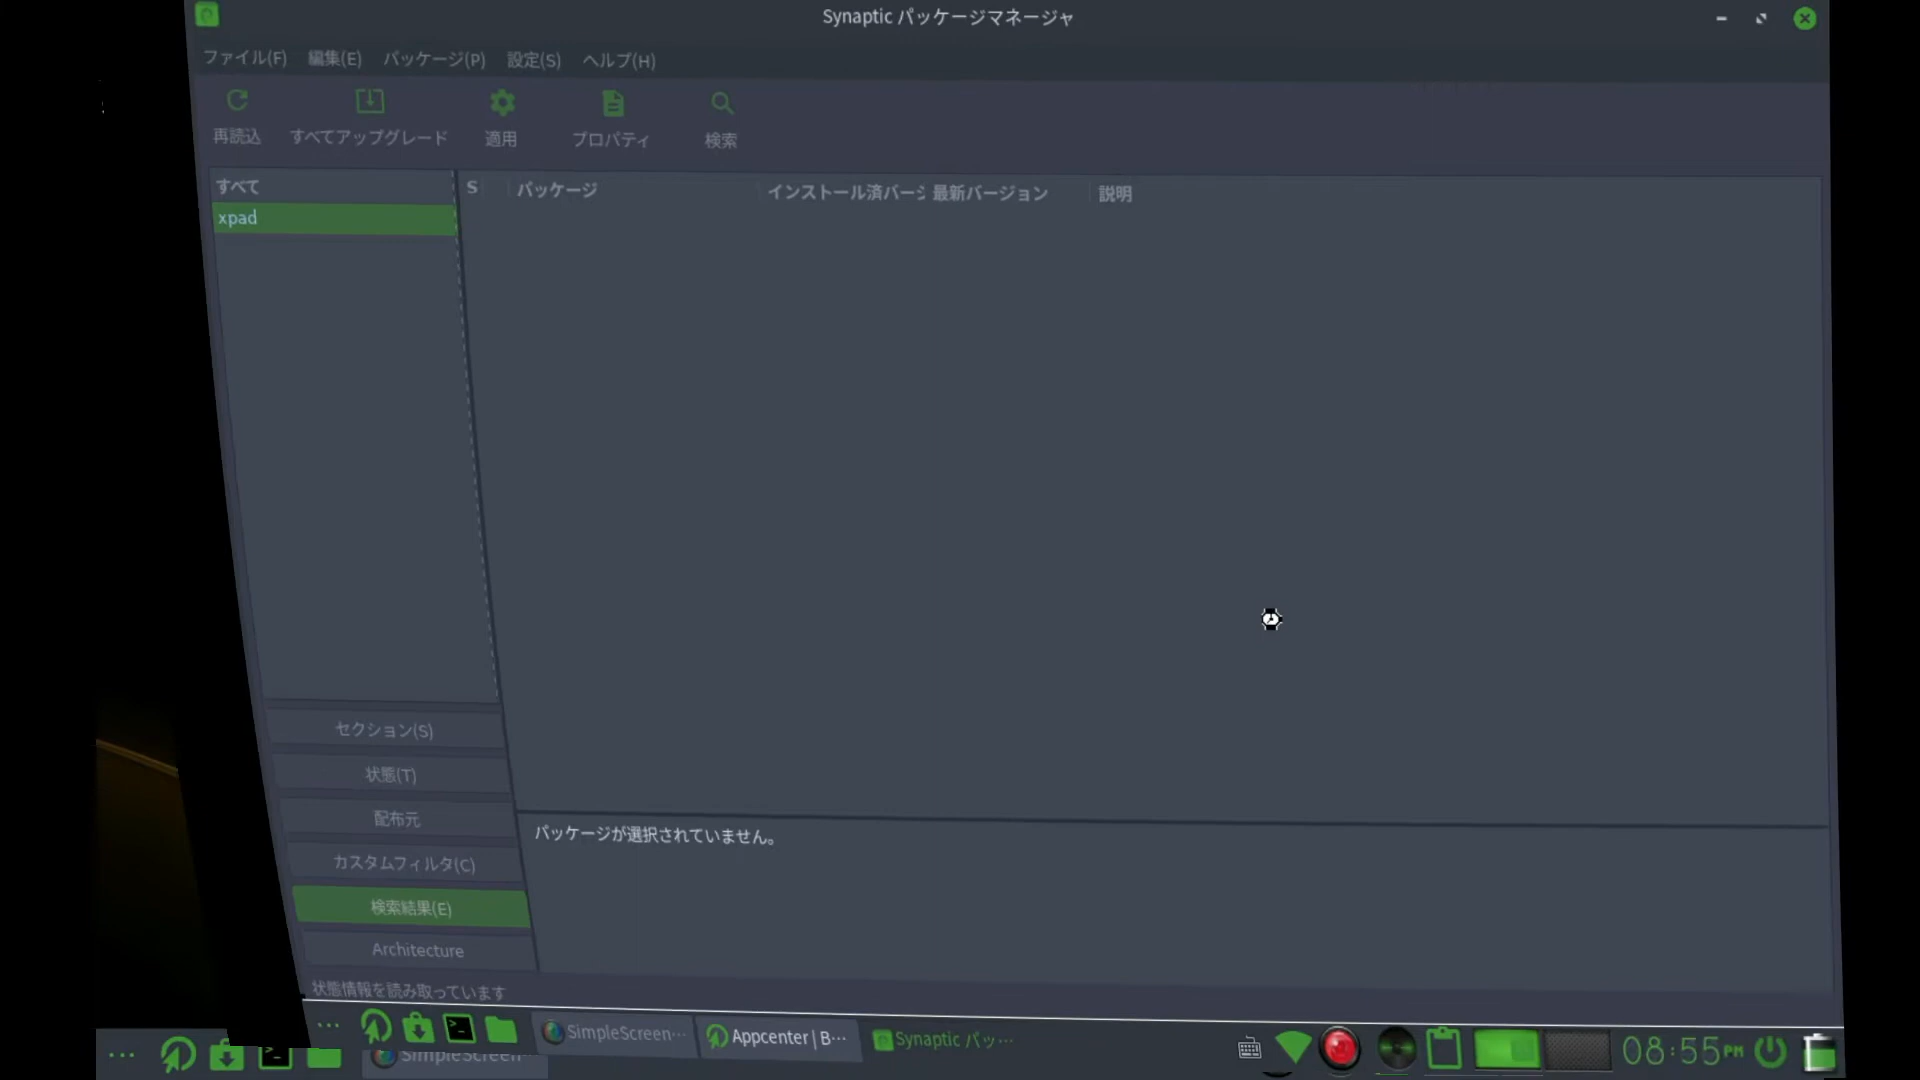 Synaptic パッケージマネージャ
ファイル(F) 編集(E) パッケージ(P) 設定(S) ヘルプ(H)
再読込 すべてアップグレード 適用 プロパティ 検索
すべて
xpad
S パッケージ インストール済バージ 最新バージョン 説明
セクション(S)
状態(T)
配布元
カスタムフィルタ(C)
検索結果(E)
Architecture
パッケージが選択されていません。
状態情報を読み取っています
SimpleScreen… Appcenter | B… Synaptic パッ… 08:55PM
SimpleScreen